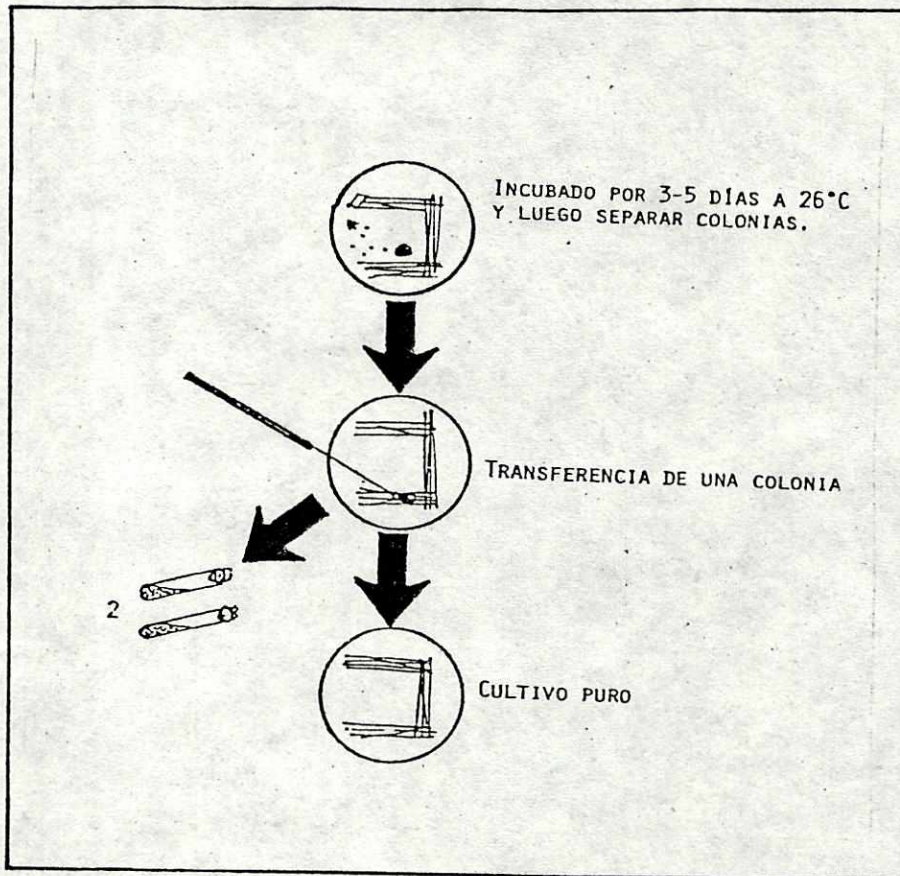 INCUBADO POR 3-5 DÍAS A 26°C
Y LUEGO SEPARAR COLONIAS.
TRANSFERENCIA DE UNA COLONIA
2
CULTIVO PURO